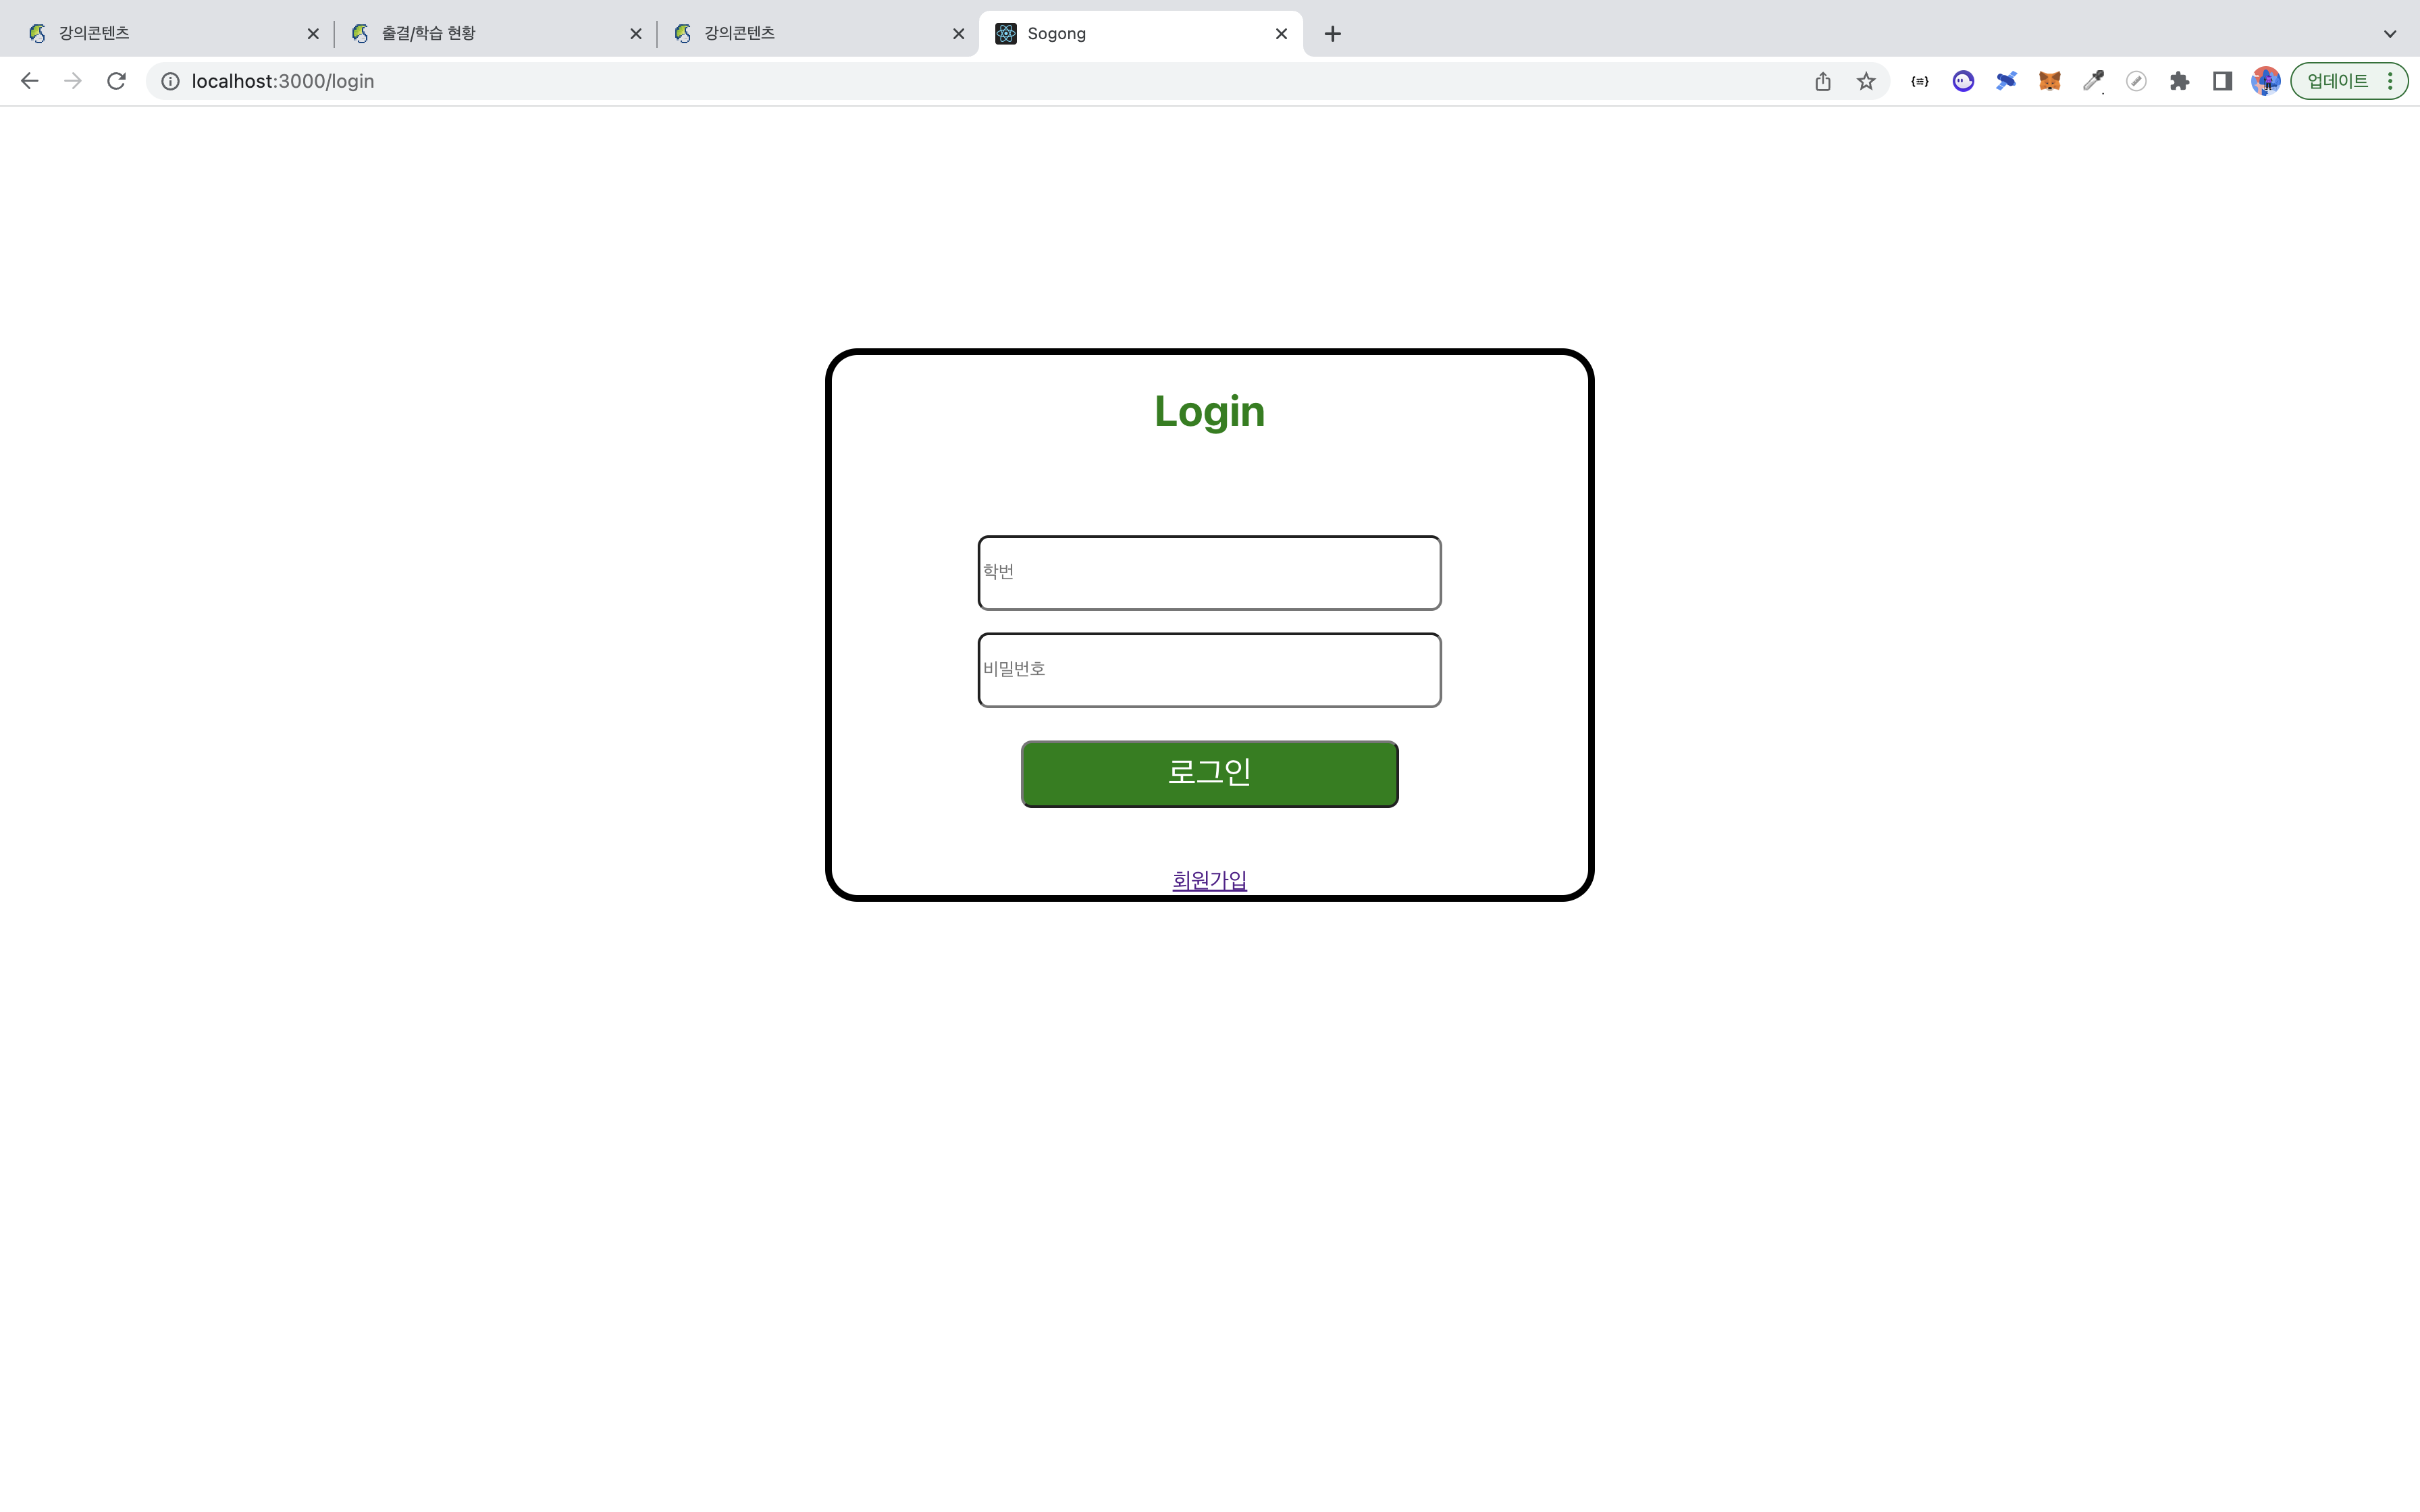 강의콘텐츠
출결/학습 현황
강의콘텐츠
Sogong
localhost:3000/login
업데이트
Login
학번
비밀번호
로그인
회원가입